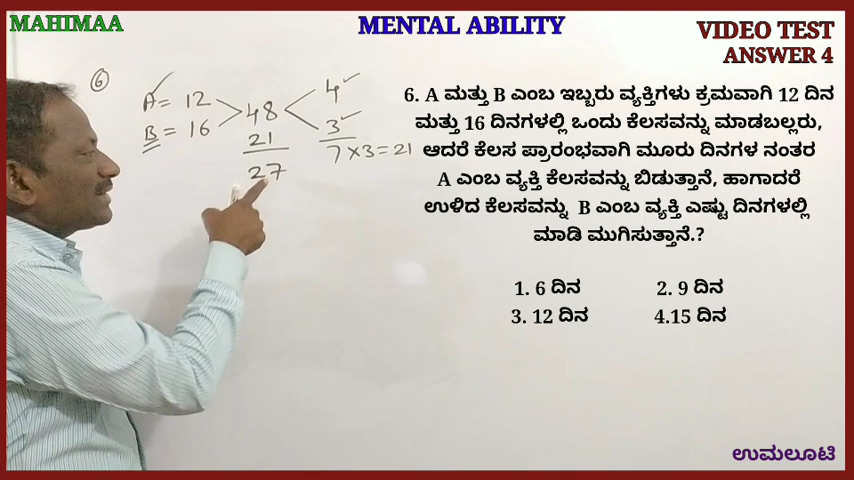 MAHIMAA
MENTAL ABILITY
VIDEO TEST
ANSWER 4
6
A = 12
B = 16
48
21
27
4
3
7 × 3 = 21
6. A ಮತ್ತು B ಎಂಬ ಇಬ್ಬರು ವ್ಯಕ್ತಿಗಳು ಕ್ರಮವಾಗಿ 12 ದಿನ
ಮತ್ತು 16 ದಿನಗಳಲ್ಲಿ ಒಂದು ಕೆಲಸವನ್ನು ಮಾಡಬಲ್ಲರು,
ಆದರೆ ಕೆಲಸ ಪ್ರಾರಂಭವಾಗಿ ಮೂರು ದಿನಗಳ ನಂತರ
A ಎಂಬ ವ್ಯಕ್ತಿ ಕೆಲಸವನ್ನು ಬಿಡುತ್ತಾನೆ, ಹಾಗಾದರೆ
ಉಳಿದ ಕೆಲಸವನ್ನು B ಎಂಬ ವ್ಯಕ್ತಿ ಎಷ್ಟು ದಿನಗಳಲ್ಲಿ
ಮಾಡಿ ಮುಗಿಸುತ್ತಾನೆ.?
1. 6 ದಿನ 2. 9 ದಿನ
3. 12 ದಿನ 4.15 ದಿನ
ಉಮಲೂಟಿ